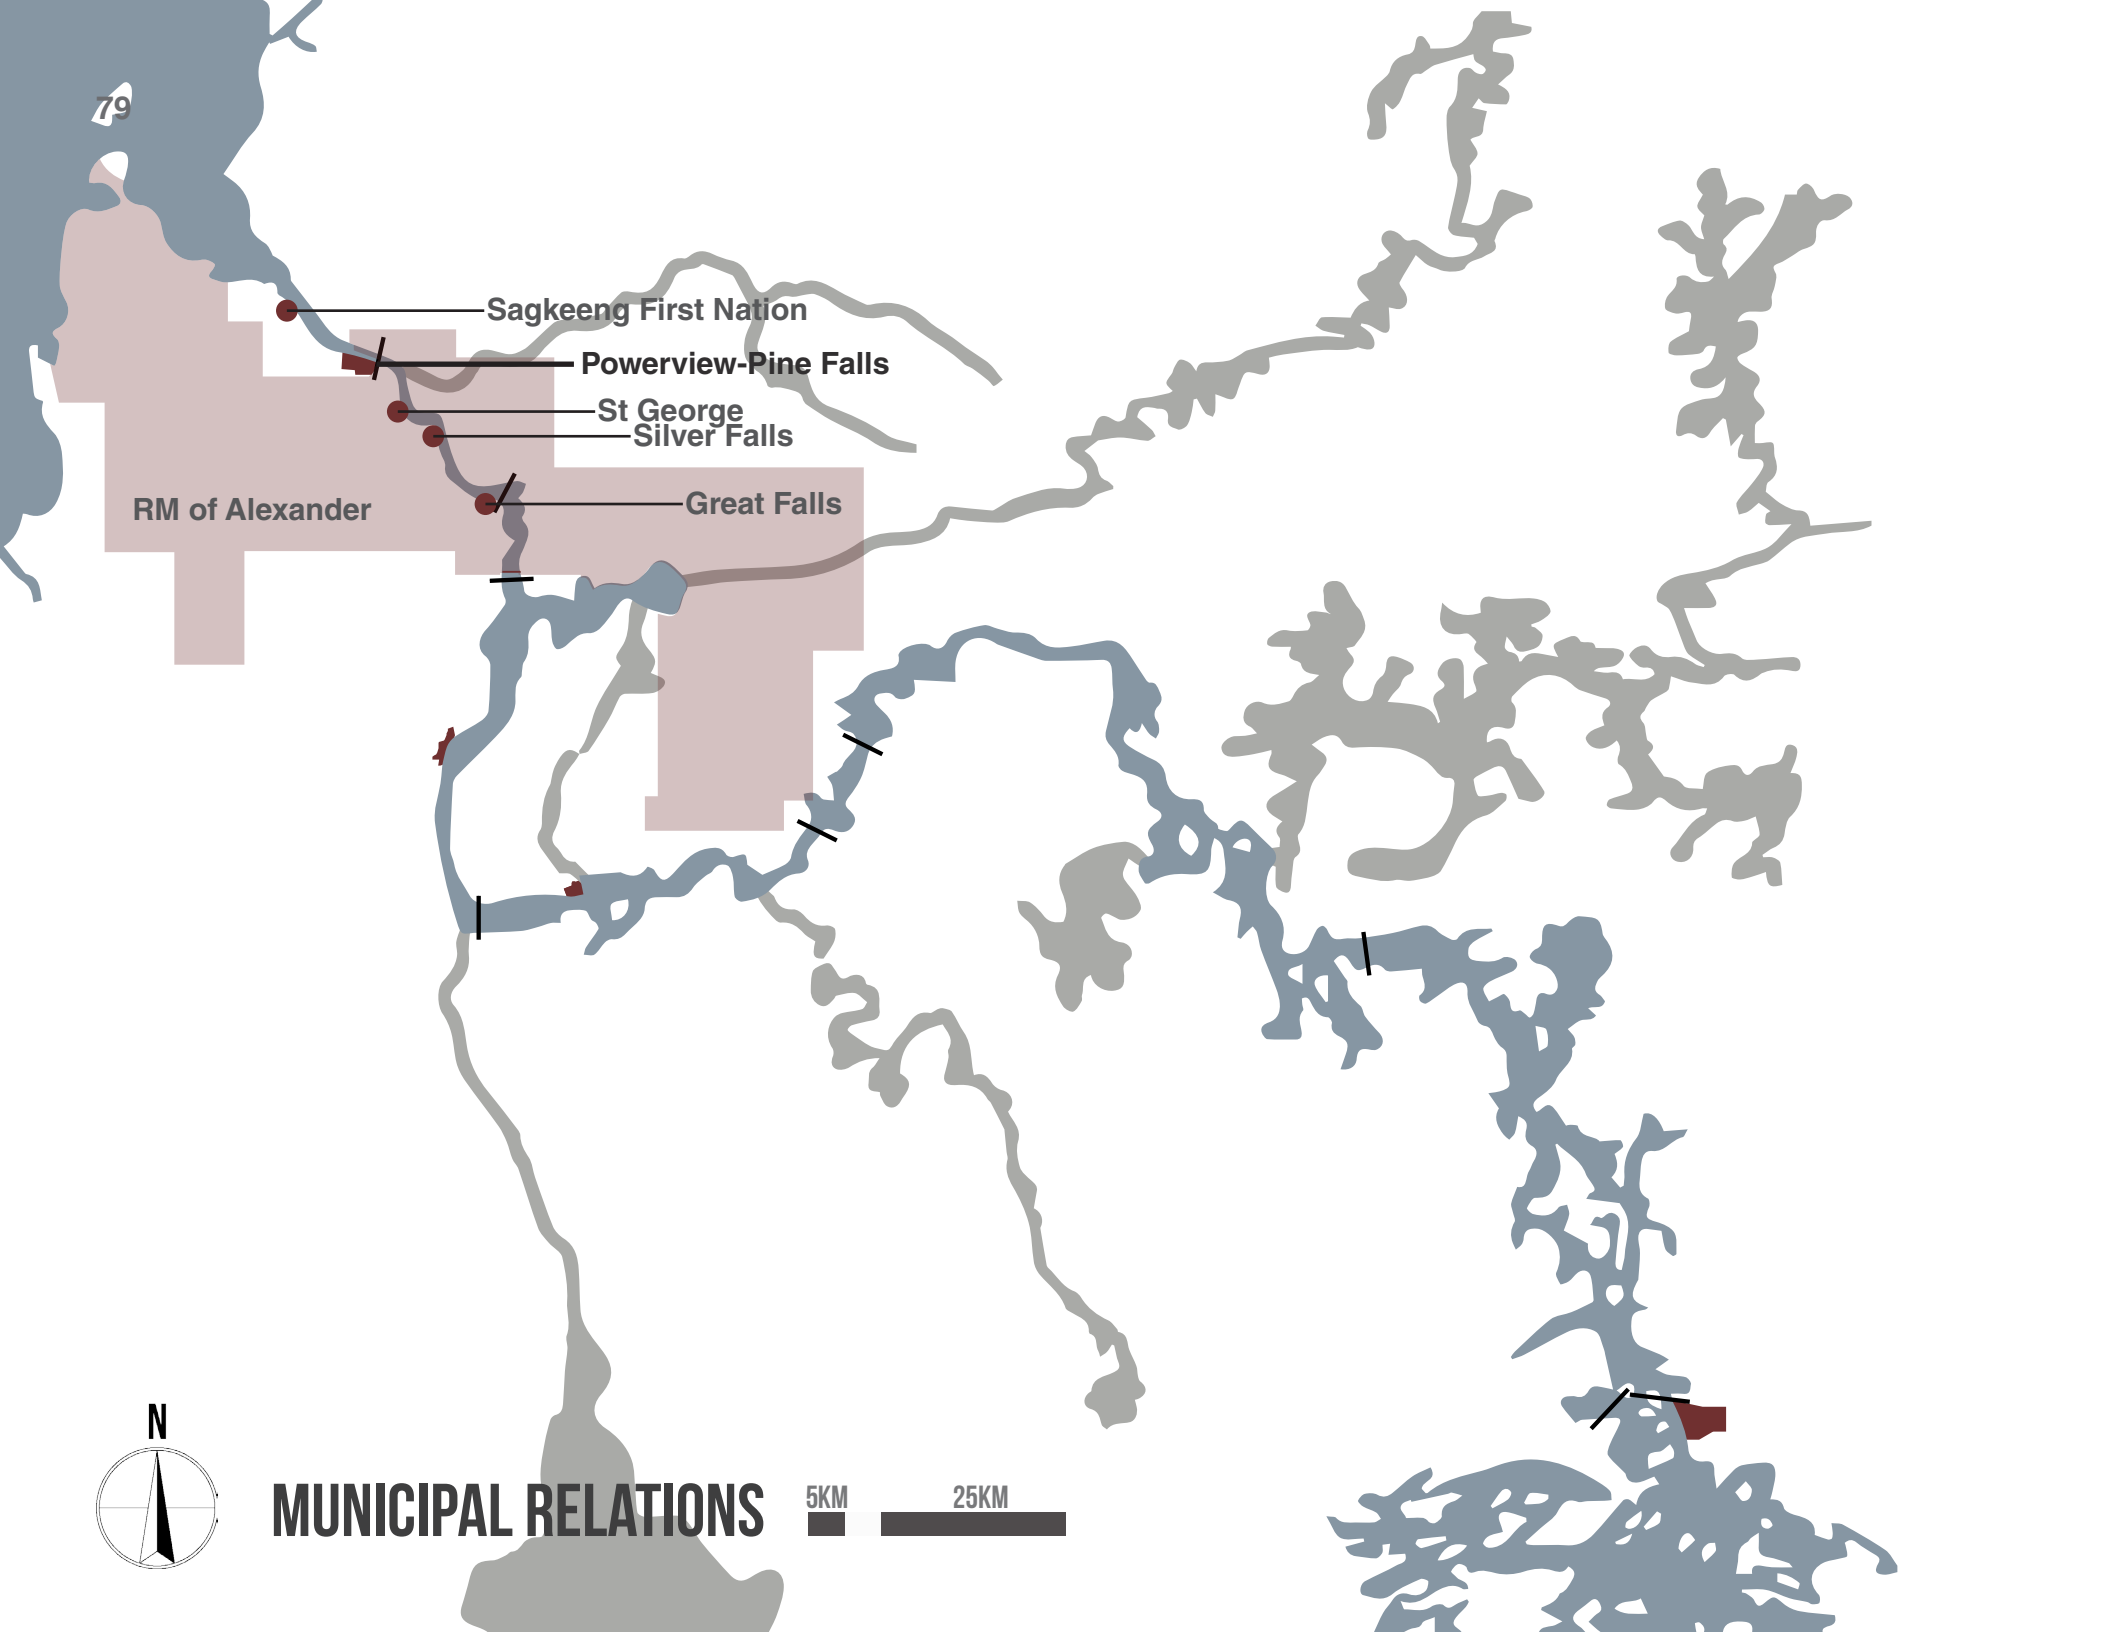 79
Sagkeeng First Nation
Powerview-Pine Falls
St George
Silver Falls
Great Falls
RM of Alexander
N
MUNICIPAL RELATIONS
5KM
25KM